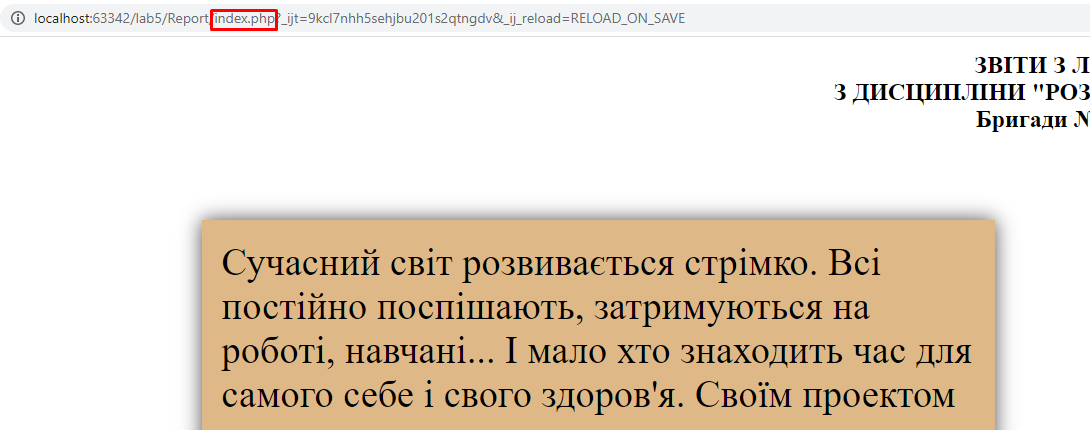 localhost:63342/lab5/Report/index.php?_ijt=9kcl7nhh5sehjbu201s2qtngdv&_ij_reload=RELOAD_ON_SAVE
ЗВІТИ З Л
З ДИСЦИПЛІНИ "РОЗ
Бригади №
Сучасний світ розвивається стрімко. Всі
постійно поспішають, затримуються на
роботі, навчані... І мало хто знаходить час для
самого себе і свого здоров'я. Своїм проектом